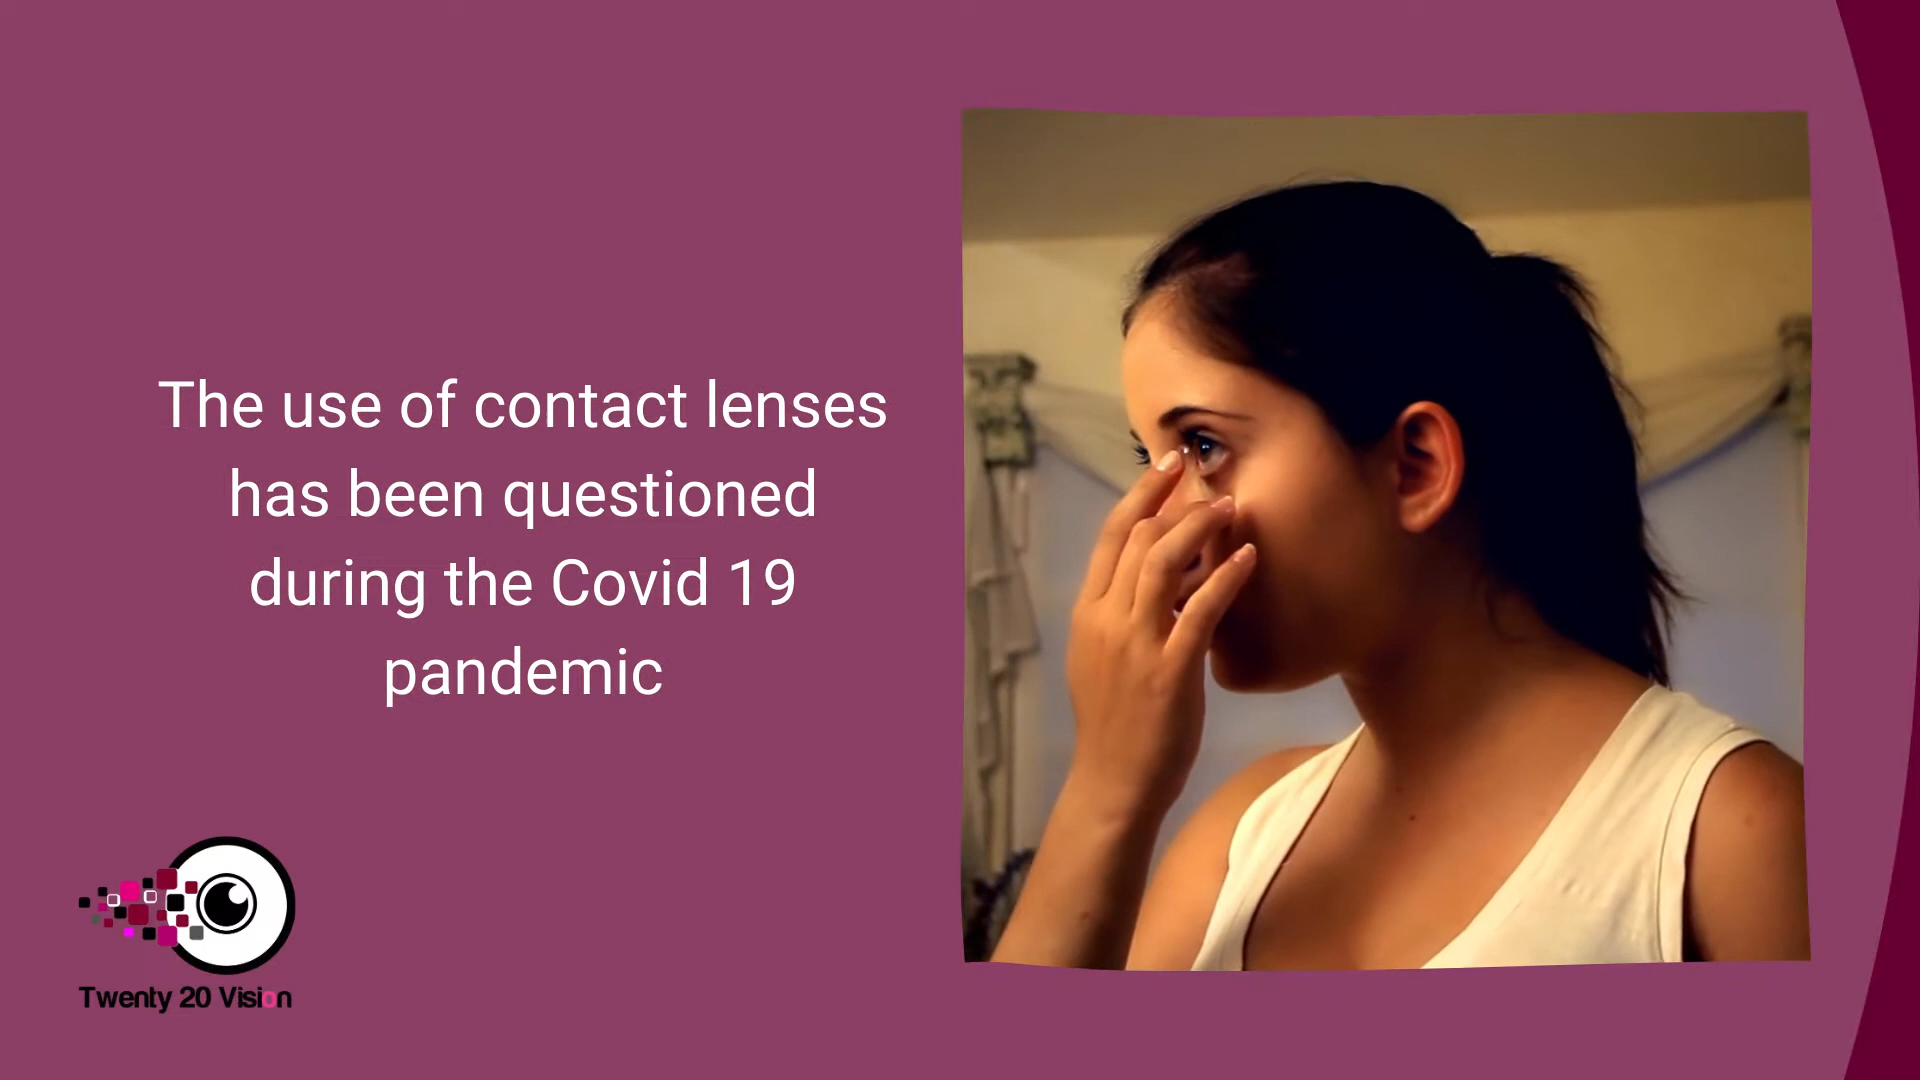 The use of contact lenses
has been questioned
during the Covid 19
pandemic
Twenty 20 Vision